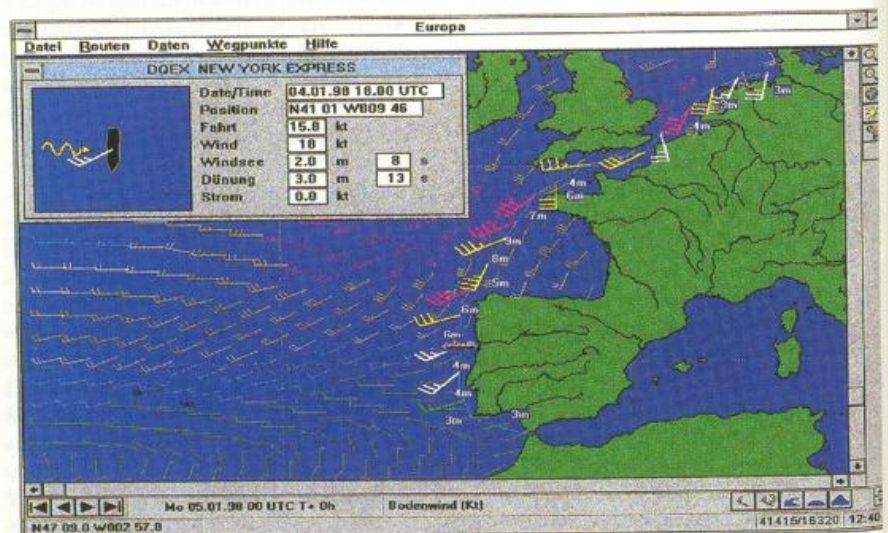 Europa
Datei Routen Daten Wegpunkte Hilfe
DQEX NEW YORK EXPRESS
Date/Time 04.01.98 18.00 UTC
Position N41 01 W009 46
Fahrt 15.8 kt
Wind 18 kt
Windsee 2.0 m 8 s
Dünung 3.0 m 13 s
Strom 0.0 kt
3m
3m
4m
4m
6m
7m
9m
8m
5m
6m
6m
4m
4m
3m
3m
Mo 05.01.98 00 UTC T+ 0h Bodenwind (Kt)
N47 09.0 W002 57.8 41415/16320 12:40